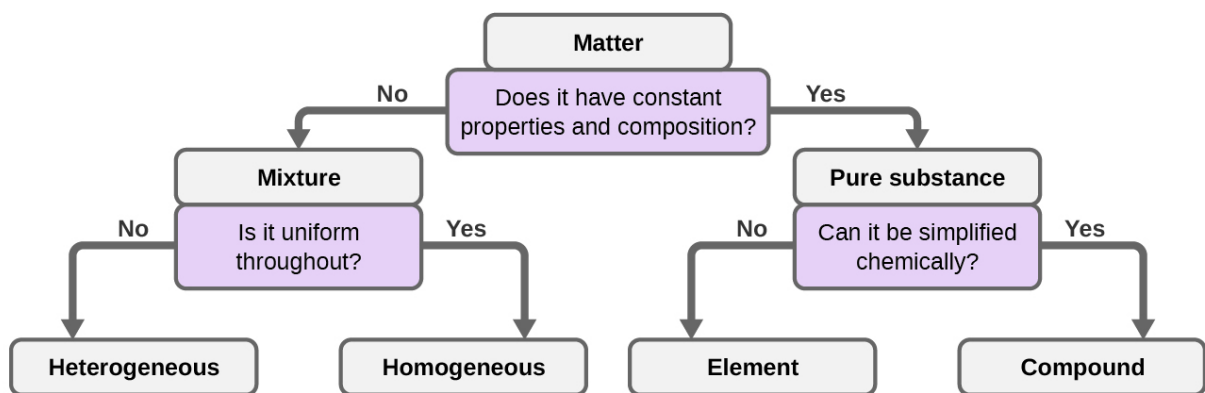 Matter
No
Does it have constant
properties and composition?
Yes
Mixture
Pure substance
No
Is it uniform
throughout?
Yes
No
Can it be simplified
chemically?
Yes
Heterogeneous
Homogeneous
Element
Compound